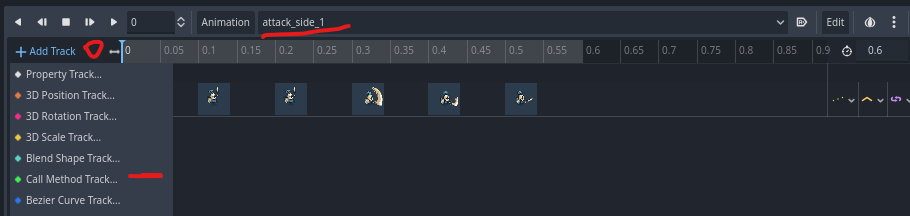 0 Animation attack_side_1 Edit
Add Track 0 0.05 0.1 0.15 0.2 0.25 0.3 0.35 0.4 0.45 0.5 0.55 0.6 0.65 0.7 0.75 0.8 0.85 0.9 0.6
Property Track...
3D Position Track...
3D Rotation Track...
3D Scale Track...
Blend Shape Track...
Call Method Track...
Bezier Curve Track...